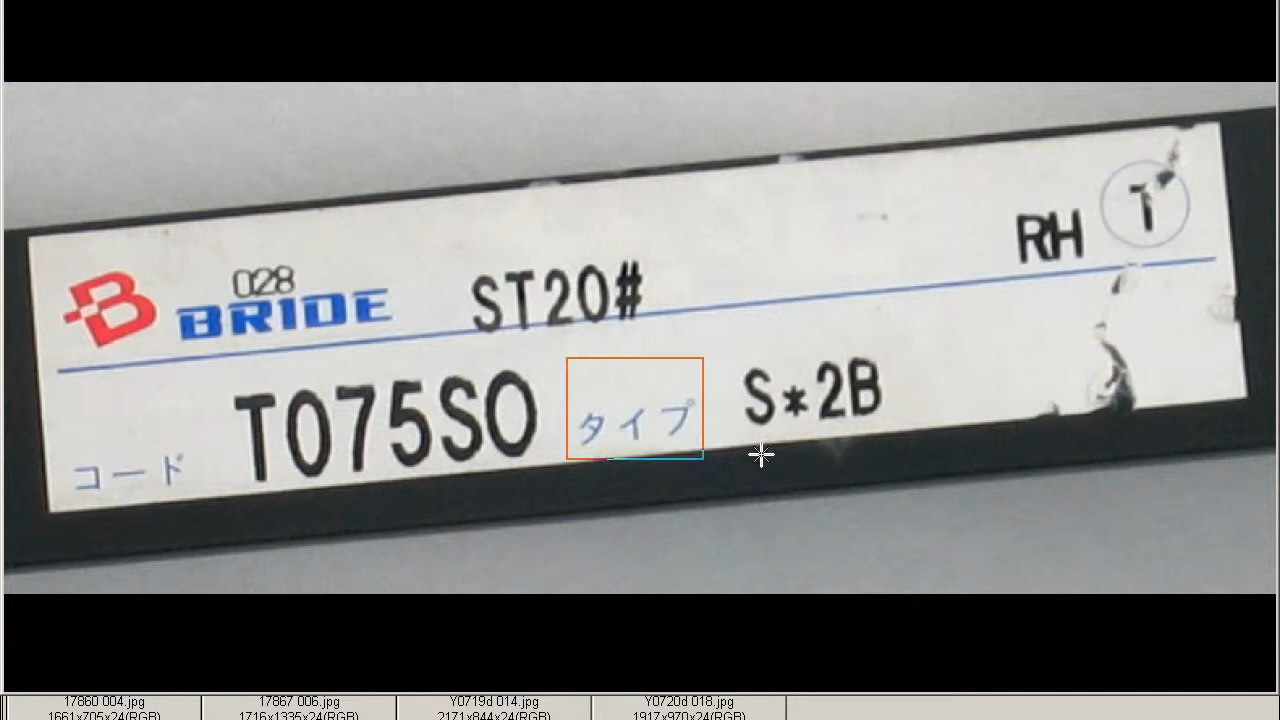 028
BRIDE ST20# RH T
コード T075SO タイプ S*2B
17860 004.jpg 17867 006.jpg Y0719d 014.jpg Y0720d 018.jpg
1661x705x24(RGB) 1716x1335x24(RGB) 2171x844x24(RGB) 1917x970x24(RGB)